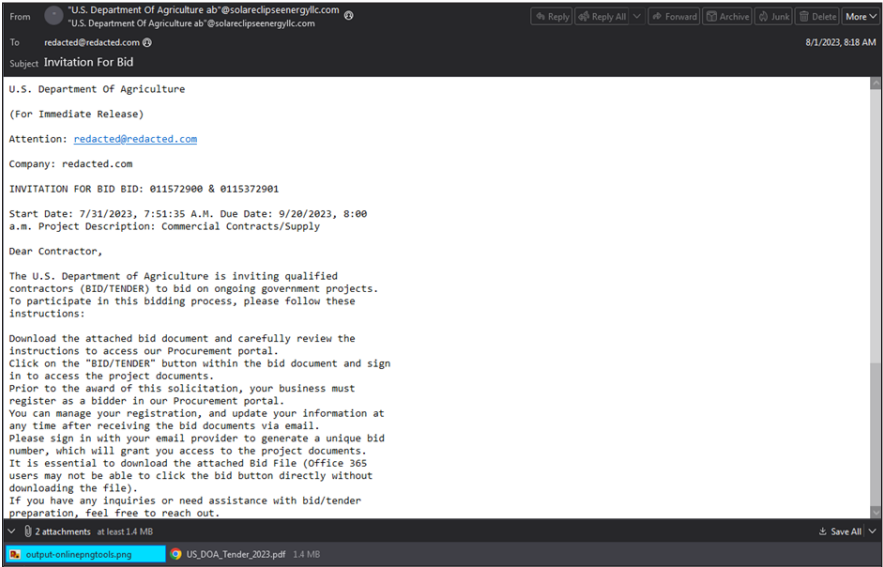 From "U.S. Department Of Agriculture ab"@solareclipseenergyllc.com
"U.S. Department Of Agriculture ab"@solareclipseenergyllc.com
Reply Reply All Forward Archive Junk Delete More
To redacted@redacted.com 8/1/2023, 8:18 AM
Subject Invitation For Bid
U.S. Department Of Agriculture
(For Immediate Release)
Attention: redacted@redacted.com
Company: redacted.com
INVITATION FOR BID BID: 011572900 & 0115372901
Start Date: 7/31/2023, 7:51:35 A.M. Due Date: 9/20/2023, 8:00
a.m. Project Description: Commercial Contracts/Supply
Dear Contractor,
The U.S. Department of Agriculture is inviting qualified
contractors (BID/TENDER) to bid on ongoing government projects.
To participate in this bidding process, please follow these
instructions:
Download the attached bid document and carefully review the
instructions to access our Procurement portal.
Click on the "BID/TENDER" button within the bid document and sign
in to access the project documents.
Prior to the award of this solicitation, your business must
register as a bidder in our Procurement portal.
You can manage your registration, and update your information at
any time after receiving the bid documents via email.
Please sign in with your email provider to generate a unique bid
number, which will grant you access to the project documents.
It is essential to download the attached Bid File (Office 365
users may not be able to click the bid button directly without
downloading the file).
If you have any inquiries or need assistance with bid/tender
preparation, feel free to reach out.
2 attachments at least 1.4 MB Save All
output-onlinepngtools.png US_DOA_Tender_2023.pdf 1.4 MB